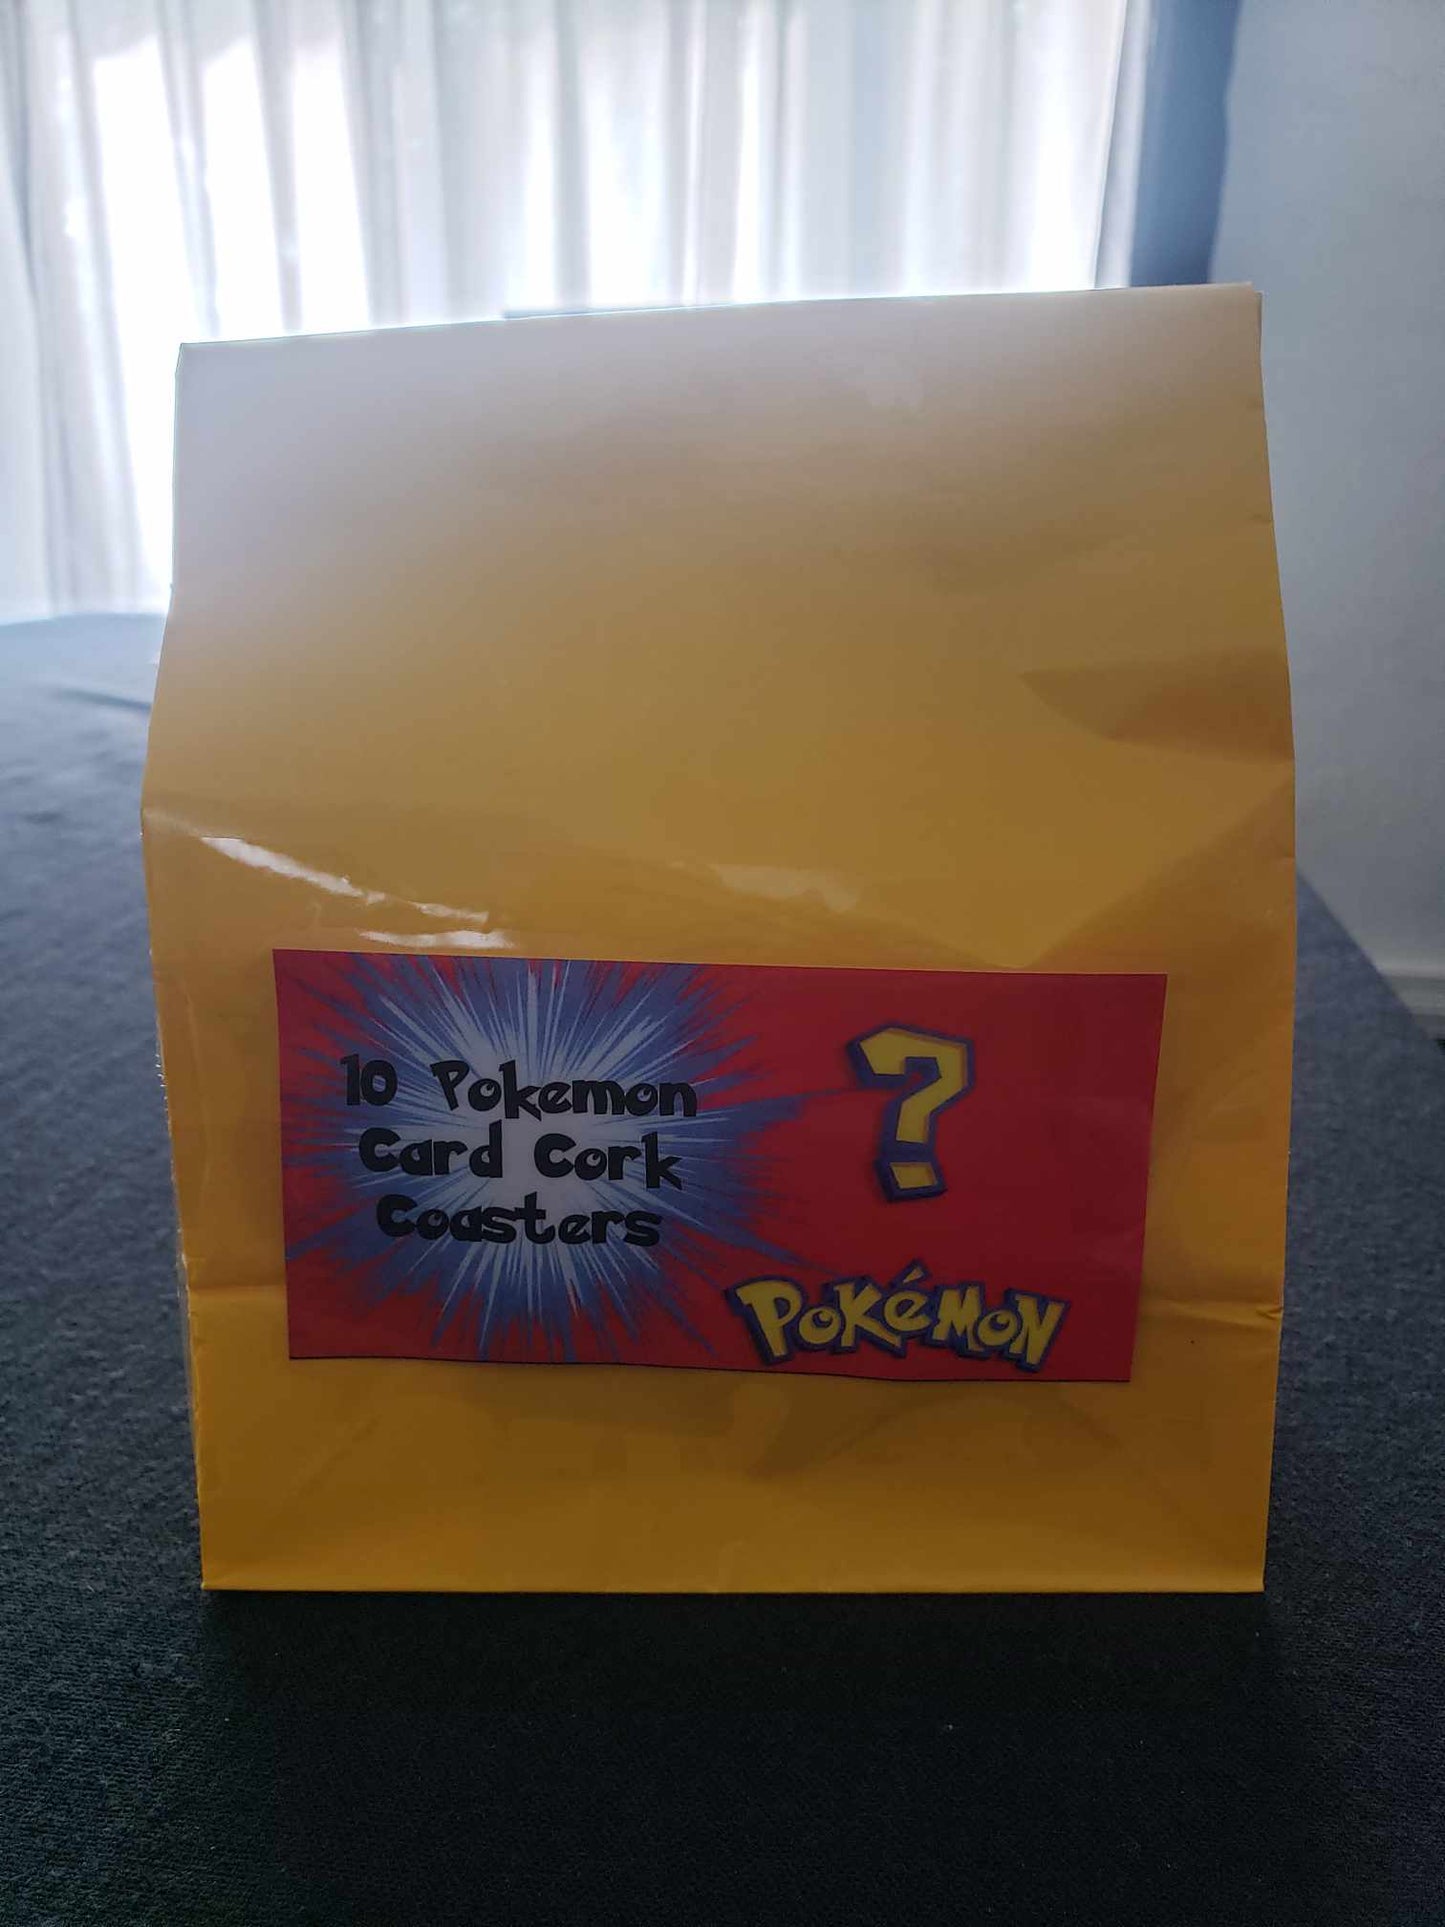 10 Pokemon
Card Cork
Coasters
?
POKéMON